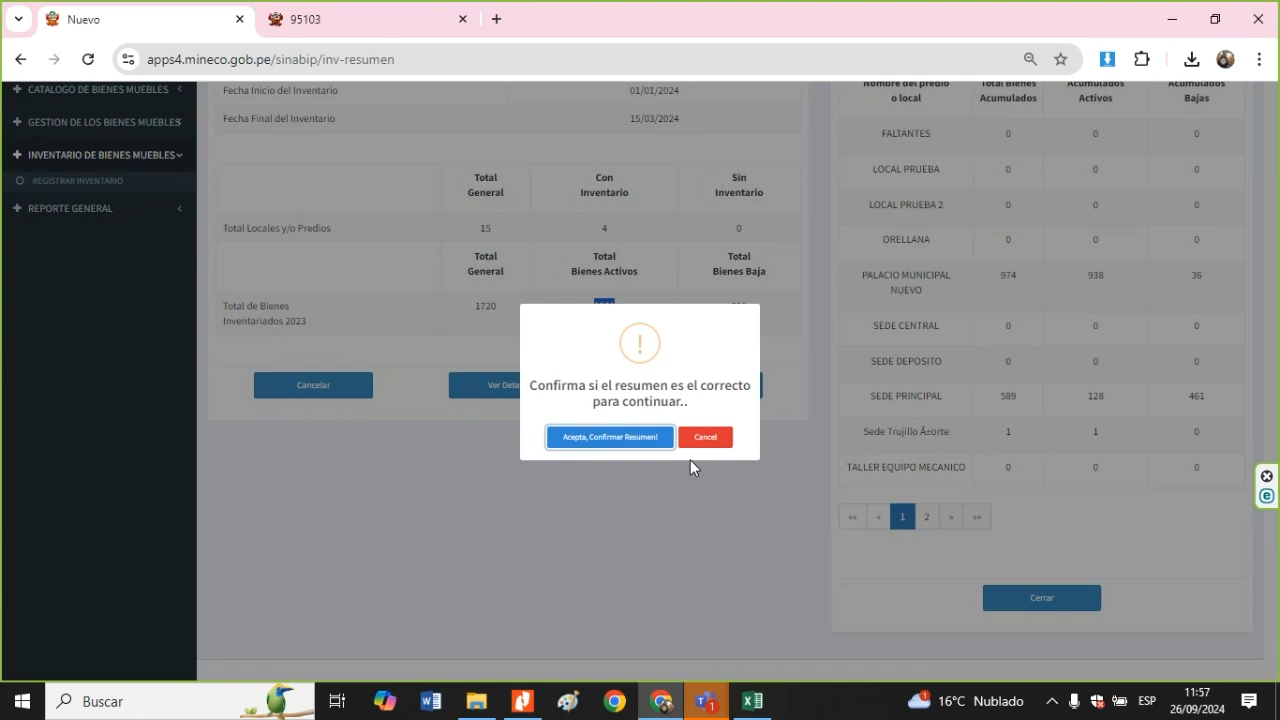 Nuevo
95103
apps4.mineco.gob.pe/sinabip/inv-resumen
CATALOGO DE BIENES MUEBLES
GESTION DE LOS BIENES MUEBLES
INVENTARIO DE BIENES MUEBLES
REGISTRAR INVENTARIO
REPORTE GENERAL
Fecha Inicio del Inventario 01/01/2024
Fecha Final del Inventario 15/03/2024
Total General Con Inventario Sin Inventario
Total Locales y/o Predios 15 4 0
Total General Total Bienes Activos Total Bienes Baja
Total de Bienes Inventariados 2023 1720
Cancelar
Ver Deta
Confirma si el resumen es el correcto
para continuar..
Acepta, Confirmar Resumen! Cancel
Nombre del predio o local Total Bienes Acumulados Acumulados Activos Acumulados Bajas
FALTANTES 0 0 0
LOCAL PRUEBA 0 0 0
LOCAL PRUEBA 2 0 0 0
ORELLANA 0 0 0
PALACIO MUNICIPAL NUEVO 974 938 36
SEDE CENTRAL 0 0 0
SEDE DEPOSITO 0 0 0
SEDE PRINCIPAL 589 128 461
Sede Trujillo Ã±orte 1 1 0
TALLER EQUIPO MECANICO 0 0 0
«« « 1 2 » »»
Cerrar
Buscar
16°C Nublado
ESP
11:57
26/09/2024